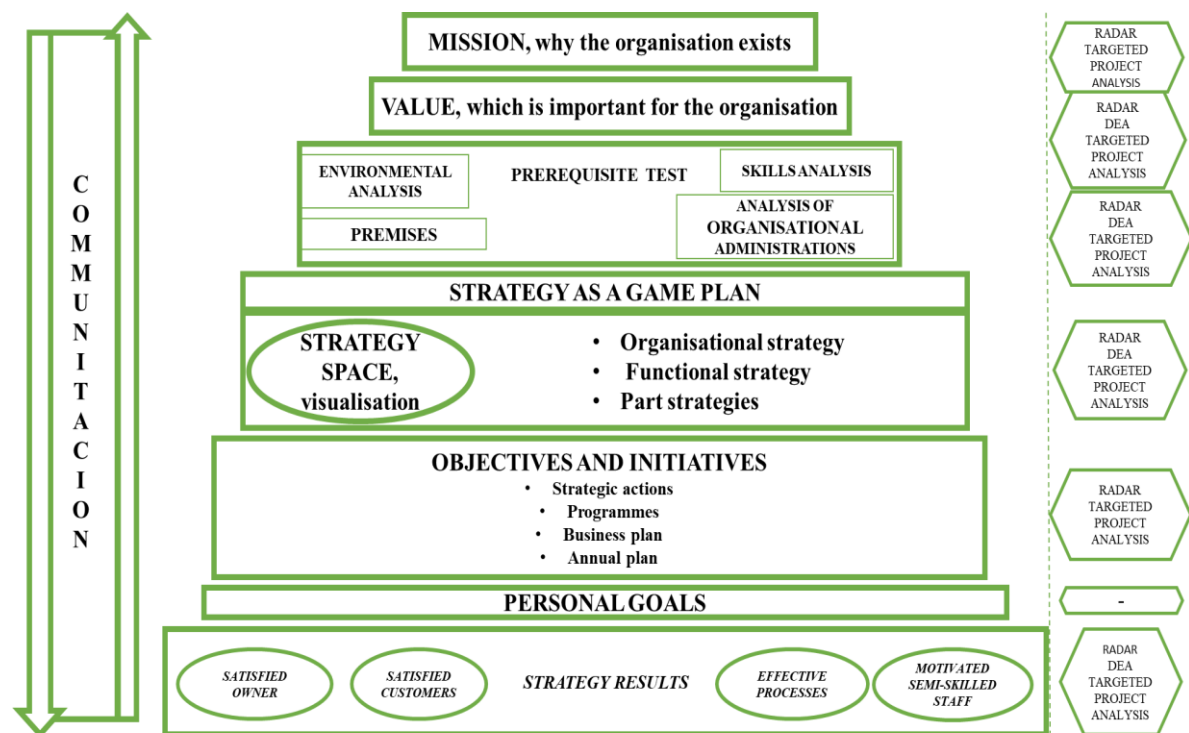 MISSION, why the organisation exists
RADAR
TARGETED
PROJECT
ANALYSIS
VALUE, which is important for the organisation
RADAR
DEA
TARGETED
PROJECT
ANALYSIS
C
O
M
M
U
N
I
T
A
C
I
O
N
ENVIRONMENTAL
ANALYSIS
PREREQUISITE TEST
SKILLS ANALYSIS
PREMISES
ANALYSIS OF
ORGANISATIONAL
ADMINISTRATIONS
RADAR
DEA
TARGETED
PROJECT
ANALYSIS
STRATEGY AS A GAME PLAN
STRATEGY
SPACE,
visualisation
• Organisational strategy
• Functional strategy
• Part strategies
RADAR
DEA
TARGETED
PROJECT
ANALYSIS
OBJECTIVES AND INITIATIVES
• Strategic actions
• Programmes
• Business plan
• Annual plan
RADAR
TARGETED
PROJECT
ANALYSIS
PERSONAL GOALS
-
SATISFIED
OWNER
SATISFIED
CUSTOMERS
STRATEGY RESULTS
EFFECTIVE
PROCESSES
MOTIVATED
SEMI-SKILLED
STAFF
RADAR
DEA
TARGETED
PROJECT
ANALYSIS